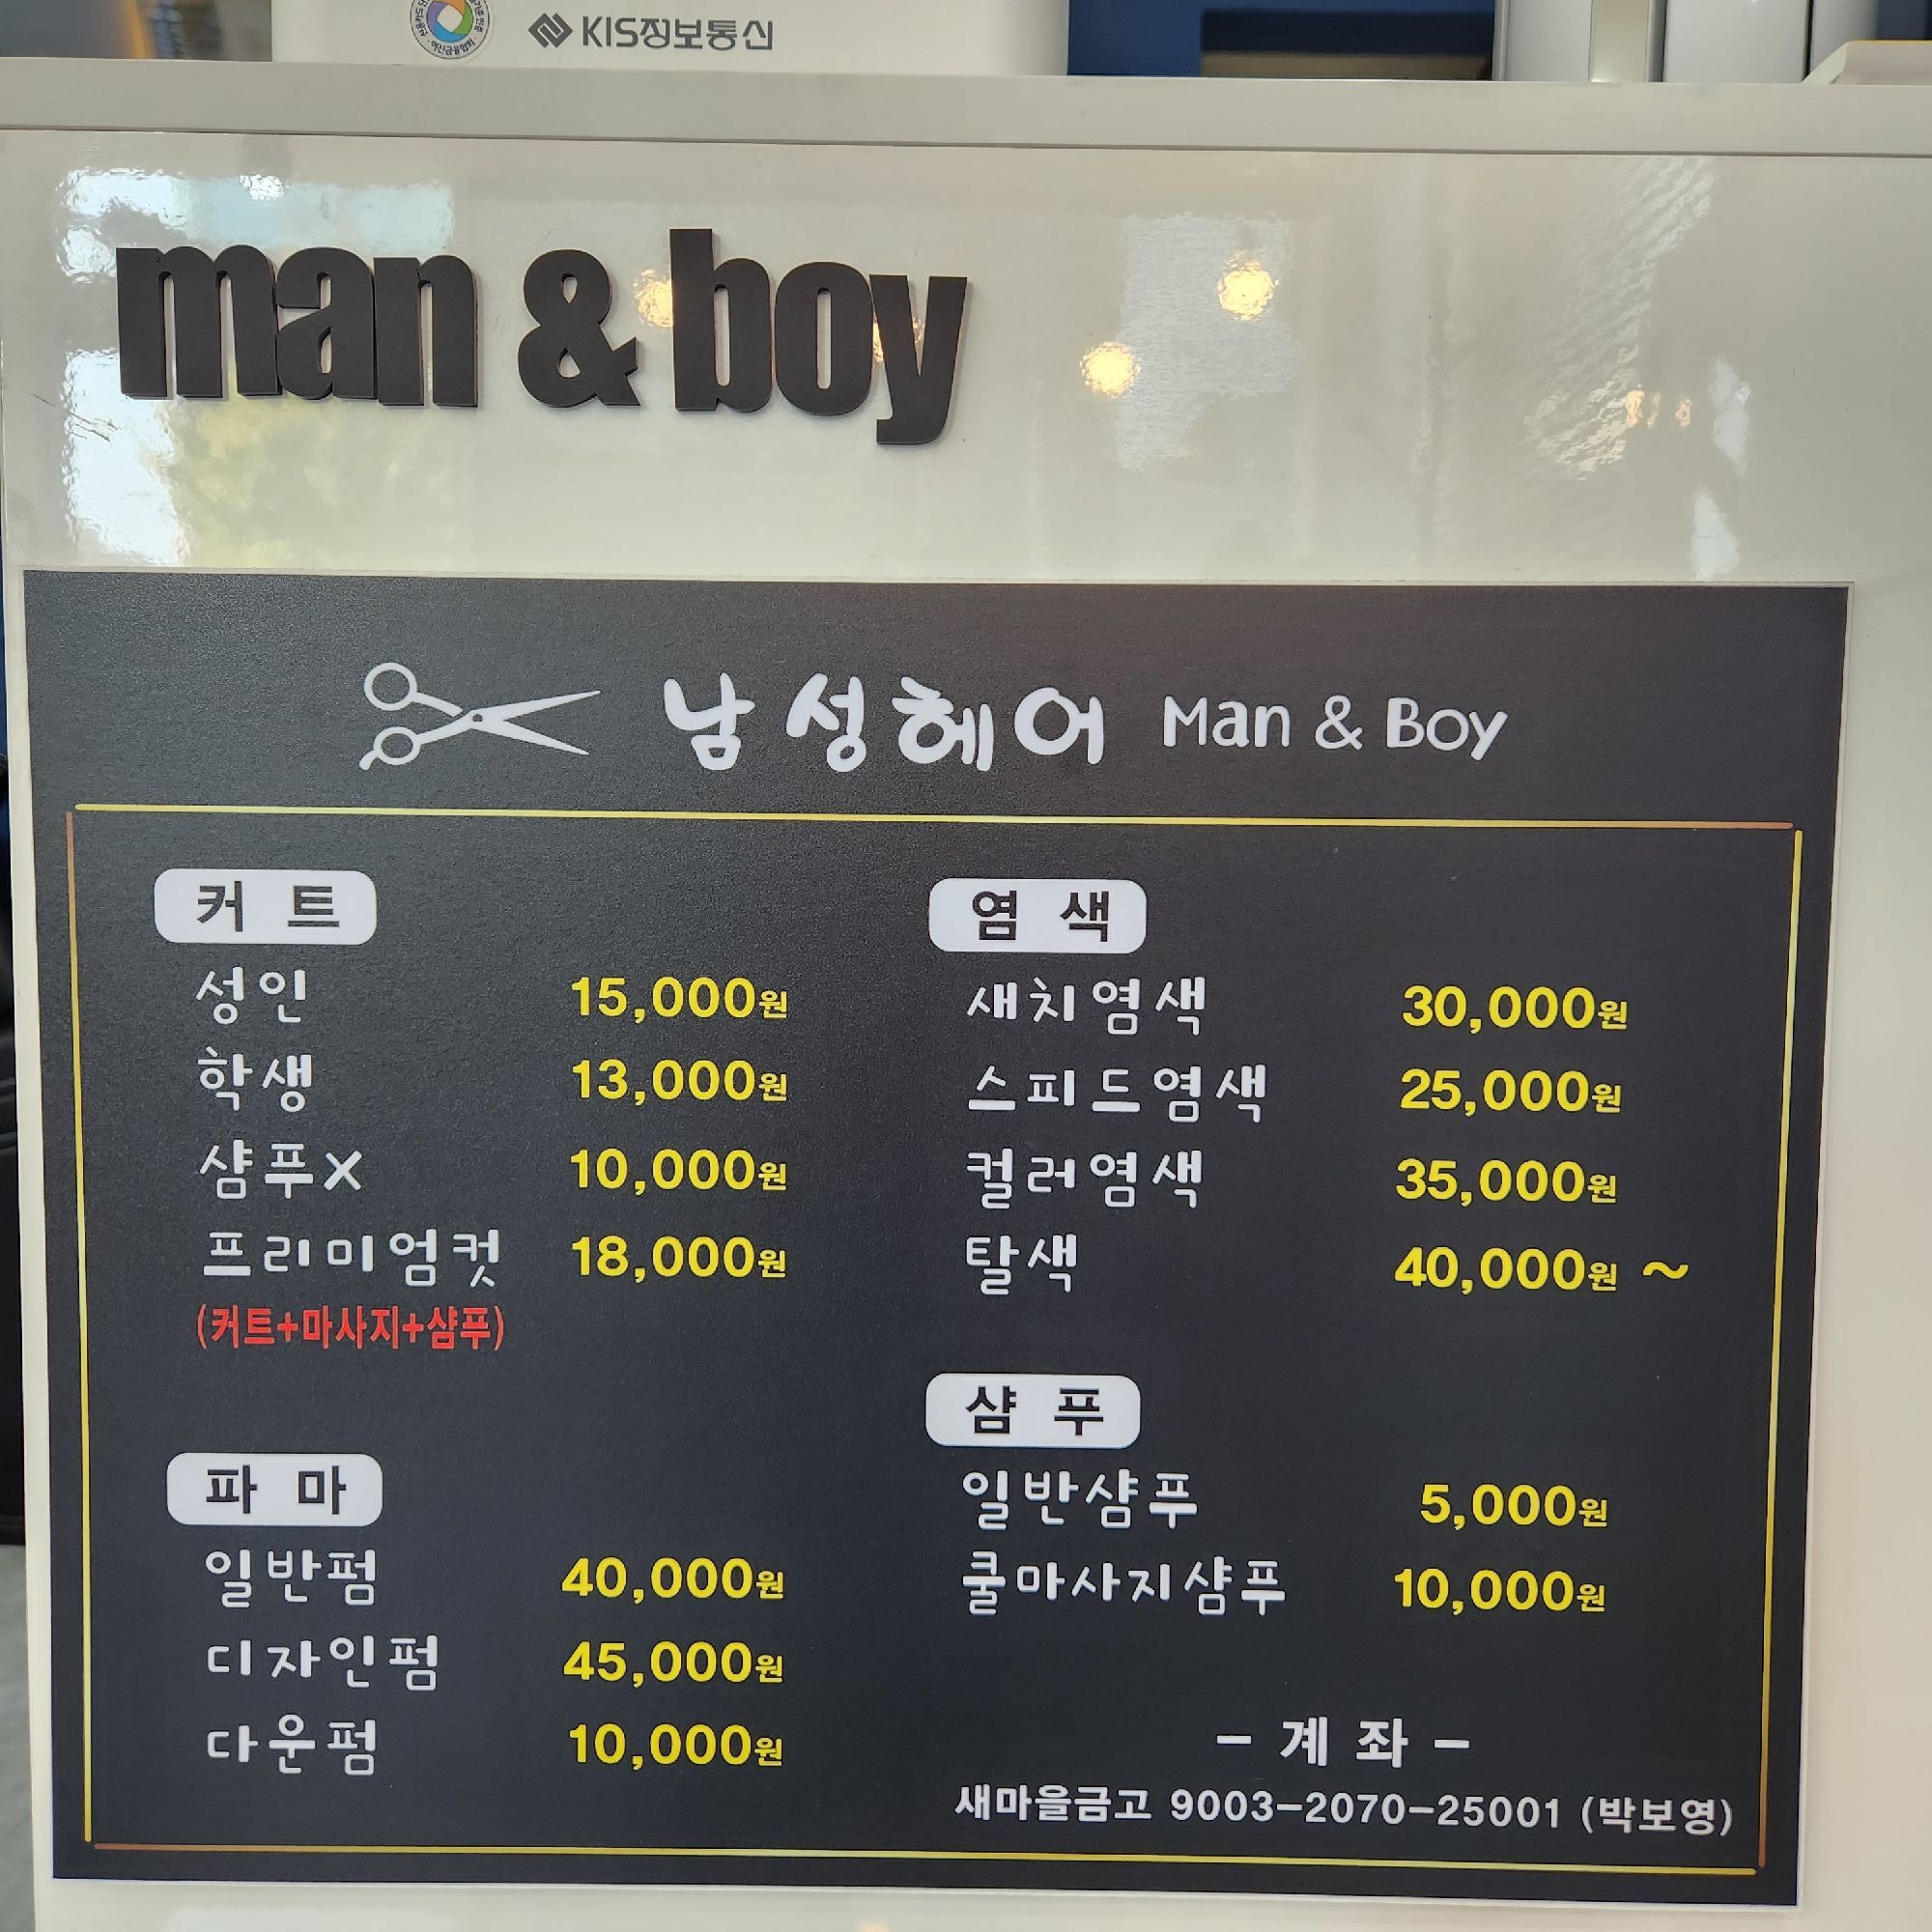 KIS정보통신
여신금융협회
man & boy
남성헤어 Man & Boy
커트
성인 15,000원
학생 13,000원
샴푸X 10,000원
프리미엄컷 18,000원
(커트+마사지+샴푸)
파마
일반펌 40,000원
디자인펌 45,000원
다운펌 10,000원
염색
새치염색 30,000원
스피드염색 25,000원
컬러염색 35,000원
탈색 40,000원 ~
샴푸
일반샴푸 5,000원
쿨마사지샴푸 10,000원
- 계좌 -
새마을금고 9003-2070-25001 (박보영)